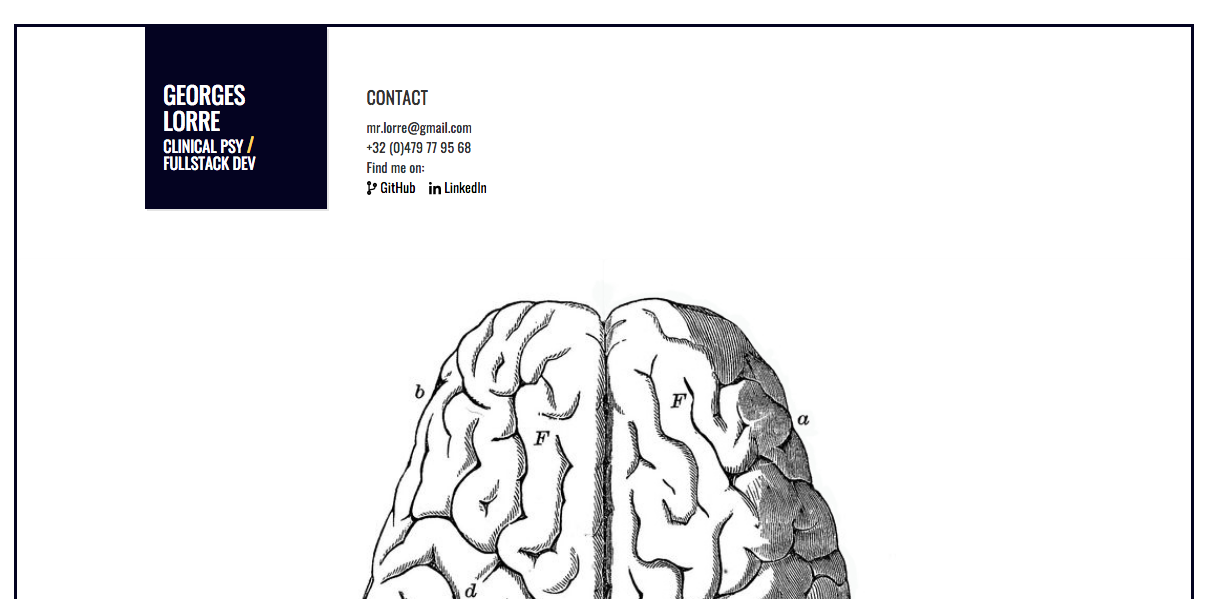 GEORGES
LORRE
CLINICAL PSY /
FULLSTACK DEV
CONTACT
mr.lorre@gmail.com
+32 (0)479 77 95 68
Find me on:
GitHub in LinkedIn
b
F
F
a
d